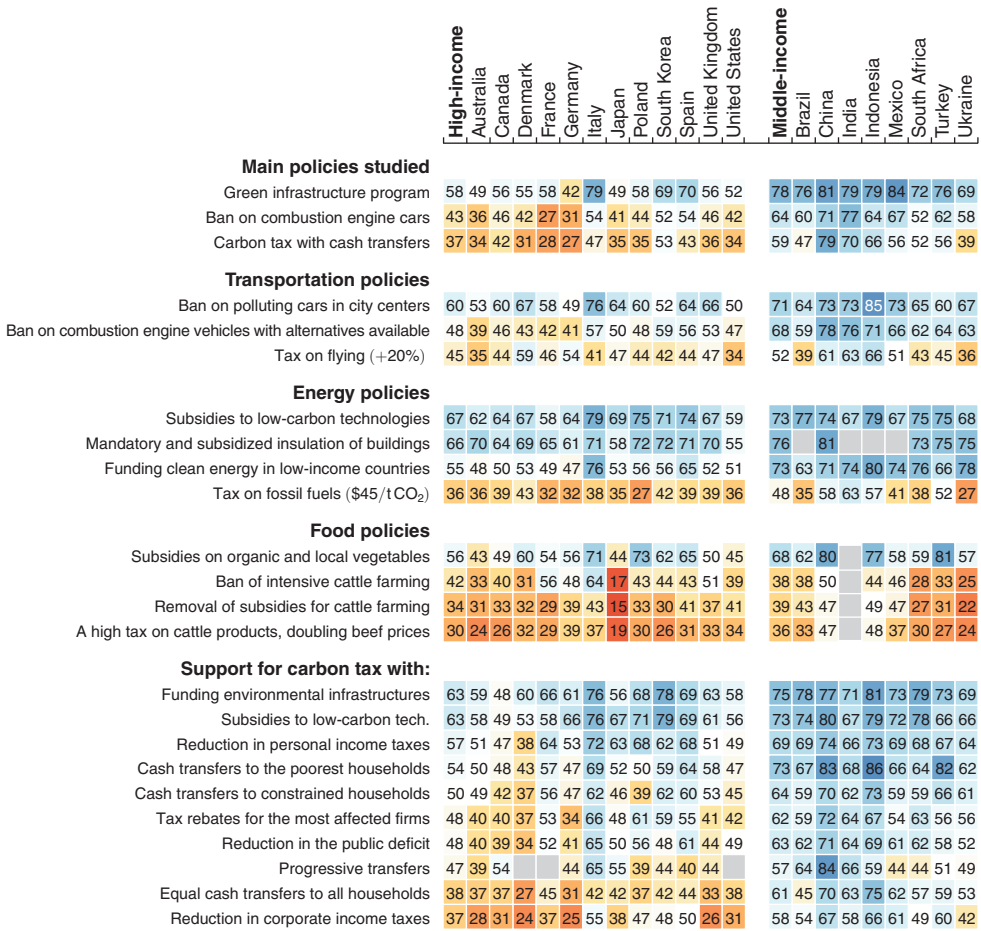 High-income Australia Canada Denmark France Germany Italy Japan Poland South Korea Spain United Kingdom United States Middle-income Brazil China India Indonesia Mexico South Africa Turkey Ukraine
Main policies studied
Green infrastructure program 58 49 56 55 58 42 79 49 58 69 70 56 52 78 76 81 79 79 84 72 76 69
Ban on combustion engine cars 43 36 46 42 27 31 54 41 44 52 54 46 42 64 60 71 77 64 67 52 62 58
Carbon tax with cash transfers 37 34 42 31 28 27 47 35 35 53 43 36 34 59 47 79 70 66 56 52 56 39
Transportation policies
Ban on polluting cars in city centers 60 53 60 67 58 49 76 64 60 52 64 66 50 71 64 73 73 85 73 65 60 67
Ban on combustion engine vehicles with alternatives available 48 39 46 43 42 41 57 50 48 59 56 53 47 68 59 78 76 71 66 62 64 63
Tax on flying (+20%) 45 35 44 59 46 54 41 47 44 42 44 47 34 52 39 61 63 66 51 43 45 36
Energy policies
Subsidies to low-carbon technologies 67 62 64 67 58 64 79 69 75 71 74 67 59 73 77 74 67 79 67 75 75 68
Mandatory and subsidized insulation of buildings 66 70 64 69 65 61 71 58 72 72 71 70 55 76 81 73 75 75
Funding clean energy in low-income countries 55 48 50 53 49 47 76 53 56 56 65 52 51 73 63 71 74 80 74 76 66 78
Tax on fossil fuels ($45/tCO₂) 36 36 39 43 32 32 38 35 27 42 39 39 36 48 35 58 63 57 41 38 52 27
Food policies
Subsidies on organic and local vegetables 56 43 49 60 54 56 71 44 73 62 65 50 45 68 62 80 77 58 59 81 57
Ban of intensive cattle farming 42 33 40 31 56 48 64 17 43 44 43 51 39 38 38 50 44 46 28 33 25
Removal of subsidies for cattle farming 34 31 33 32 29 39 43 15 33 30 41 37 41 39 43 47 49 47 27 31 22
A high tax on cattle products, doubling beef prices 30 24 26 32 29 39 37 19 30 26 31 33 34 36 33 47 48 37 30 27 24
Support for carbon tax with:
Funding environmental infrastructures 63 59 48 60 66 61 76 56 68 78 69 63 58 75 78 77 71 81 73 79 73 69
Subsidies to low-carbon tech. 63 58 49 53 58 66 76 67 71 79 69 61 56 73 74 80 67 79 72 78 66 66
Reduction in personal income taxes 57 51 47 38 64 53 72 63 68 62 68 51 49 69 69 74 66 73 69 68 67 64
Cash transfers to the poorest households 54 50 48 43 57 47 69 52 50 59 64 58 47 73 67 83 68 86 66 64 82 62
Cash transfers to constrained households 50 49 42 37 56 47 62 46 39 62 60 53 45 64 59 70 62 73 59 59 66 61
Tax rebates for the most affected firms 48 40 40 37 53 34 66 48 61 59 55 41 42 62 59 72 64 67 54 63 56 56
Reduction in the public deficit 48 40 39 34 52 41 65 50 56 48 61 44 49 63 62 71 64 69 61 62 58 52
Progressive transfers 47 39 54 44 65 55 39 44 40 44 57 64 84 66 59 44 44 51 49
Equal cash transfers to all households 38 37 37 27 45 31 42 42 37 42 44 33 38 61 45 70 63 75 62 57 59 53
Reduction in corporate income taxes 37 28 31 24 37 25 55 38 47 48 50 26 31 58 54 67 58 66 61 49 60 42